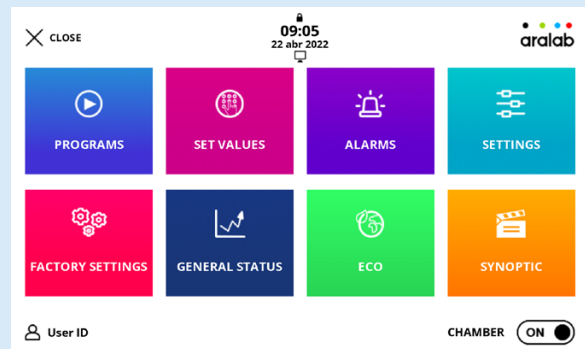 CLOSE
09:05
22 abr 2022
aralab
PROGRAMS
SET VALUES
ALARMS
SETTINGS
FACTORY SETTINGS
GENERAL STATUS
ECO
SYNOPTIC
User ID
CHAMBER ON